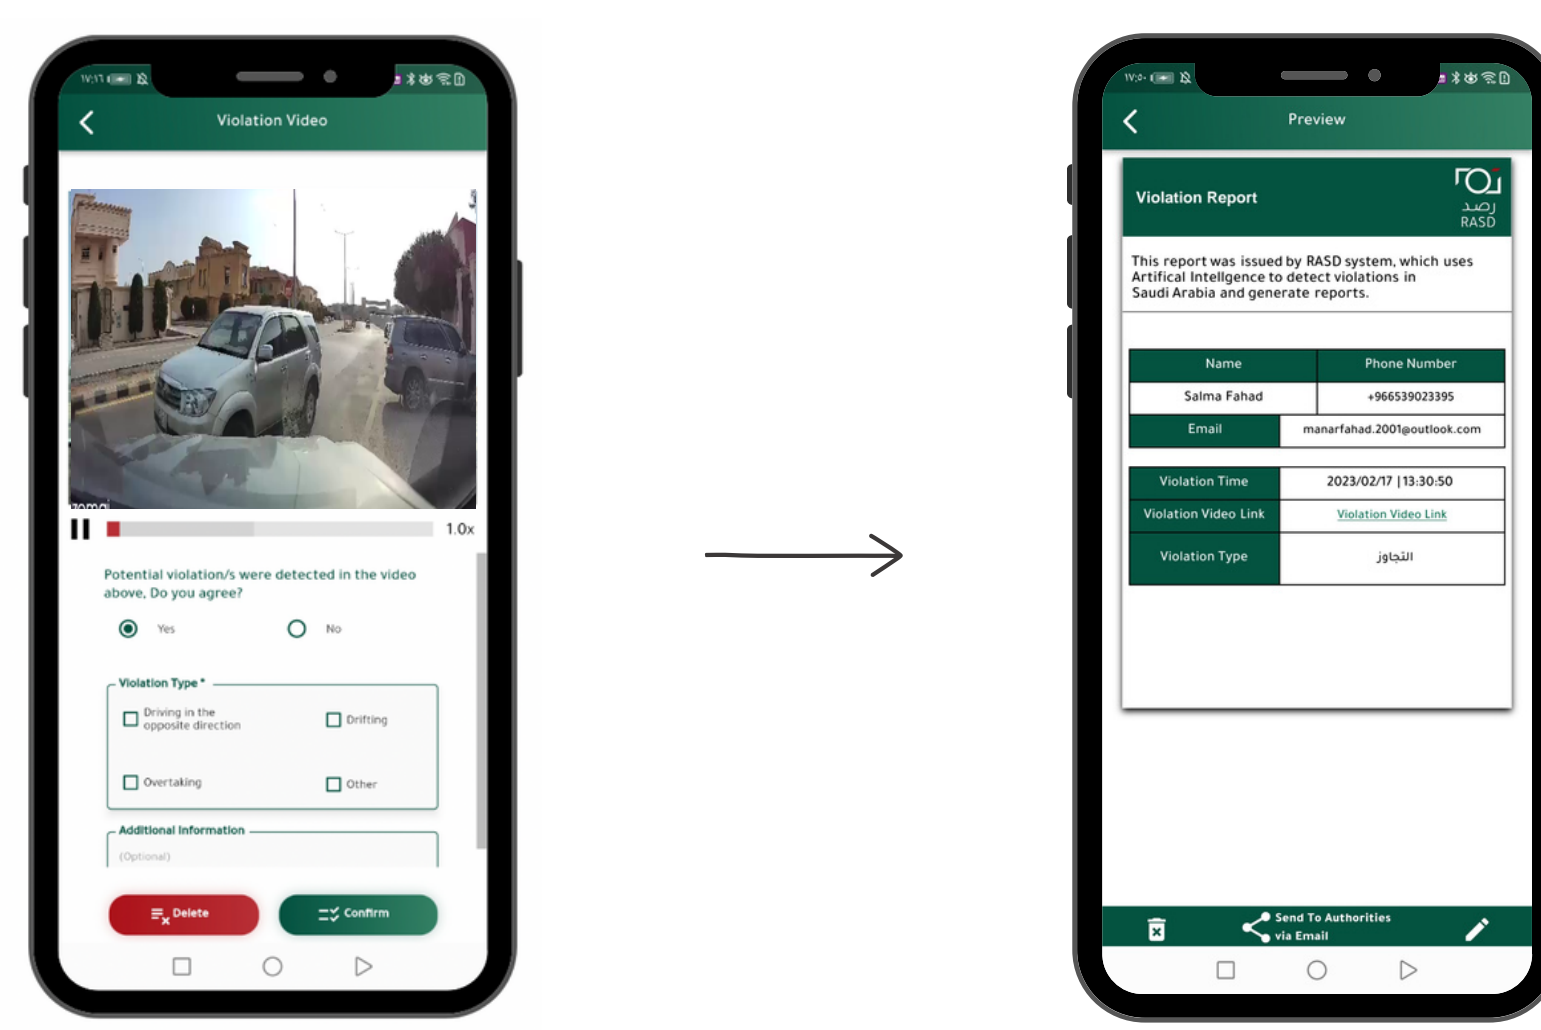 ١٧:١٦
Violation Video
1.0x
Potential violation/s were detected in the video
above, Do you agree?
Yes
No
Violation Type *
Driving in the
opposite direction
Drifting
Overtaking
Other
Additional Information
(Optional)
Delete
Confirm
١٧:٥٠
Preview
Violation Report
رصد
RASD
This report was issued by RASD system, which uses
Artifical Intellgence to detect violations in
Saudi Arabia and generate reports.
Name
Phone Number
Salma Fahad
+966539023395
Email
manarfahad.2001@outlook.com
Violation Time
2023/02/17 |13:30:50
Violation Video Link
Violation Video Link
Violation Type
التجاوز
Send To Authorities
via Email